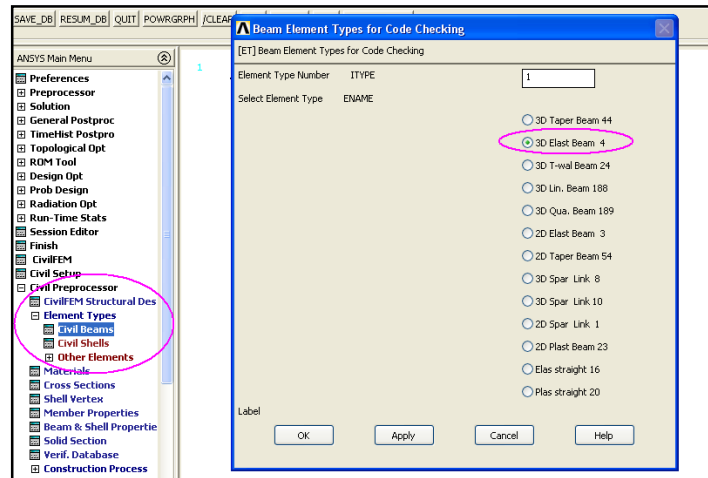 SAVE_DB RESUM_DB QUIT POWRGRPH
ANSYS Main Menu
Preferences
Preprocessor
Solution
General Postproc
TimeHist Postpro
Topological Opt
ROM Tool
Design Opt
Prob Design
Radiation Opt
Run-Time Stats
Session Editor
Finish
CivilFEM
Civil Setup
Civil Preprocessor
CivilFEM Structural Des
Element Types
Civil Beams
Civil Shells
Other Elements
Materials
Cross Sections
Shell Vertex
Member Properties
Beam & Shell Propertie
Solid Section
Verif. Database
Construction Process
1
Beam Element Types for Code Checking
[ET] Beam Element Types for Code Checking
Element Type Number ITYPE 1
Select Element Type ENAME
3D Taper Beam 44
3D Elast Beam 4
3D T-wal Beam 24
3D Lin. Beam 188
3D Qua. Beam 189
2D Elast Beam 3
2D Taper Beam 54
3D Spar Link 8
3D Spar Link 10
2D Spar Link 1
2D Plast Beam 23
Elas straight 16
Plas straight 20
Label
OK Apply Cancel Help